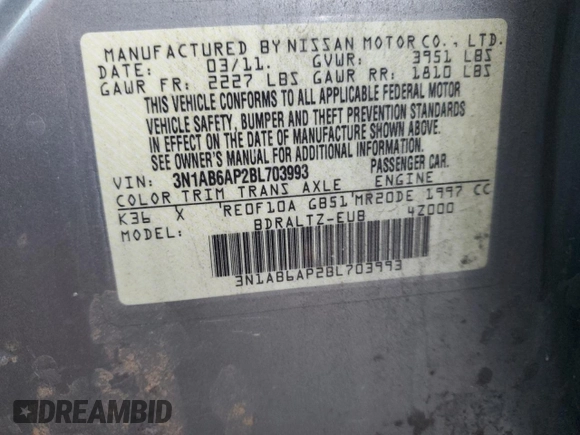 MANUFACTURED BY NISSAN MOTOR CO., LTD.
DATE: 03/11. GVWR: 3951 LBS
GAWR FR: 2227 LBS GAWR RR: 1810 LBS
THIS VEHICLE CONFORMS TO ALL APPLICABLE FEDERAL MOTOR
VEHICLE SAFETY, BUMPER AND THEFT PREVENTION STANDARDS
IN EFFECT ON THE DATE OF MANUFACTURE SHOWN ABOVE.
SEE OWNER'S MANUAL FOR ADDITIONAL INFORMATION.
VIN: 3N1AB6AP2BL703993 PASSENGER CAR.
COLOR TRIM TRANS AXLE ENGINE
K36 X RE0F10A GB51 MR20DE 1997 CC
MODEL: BDRALTZ-EUB 4Z000
3N1AB6AP2BL703993
DREAMBID